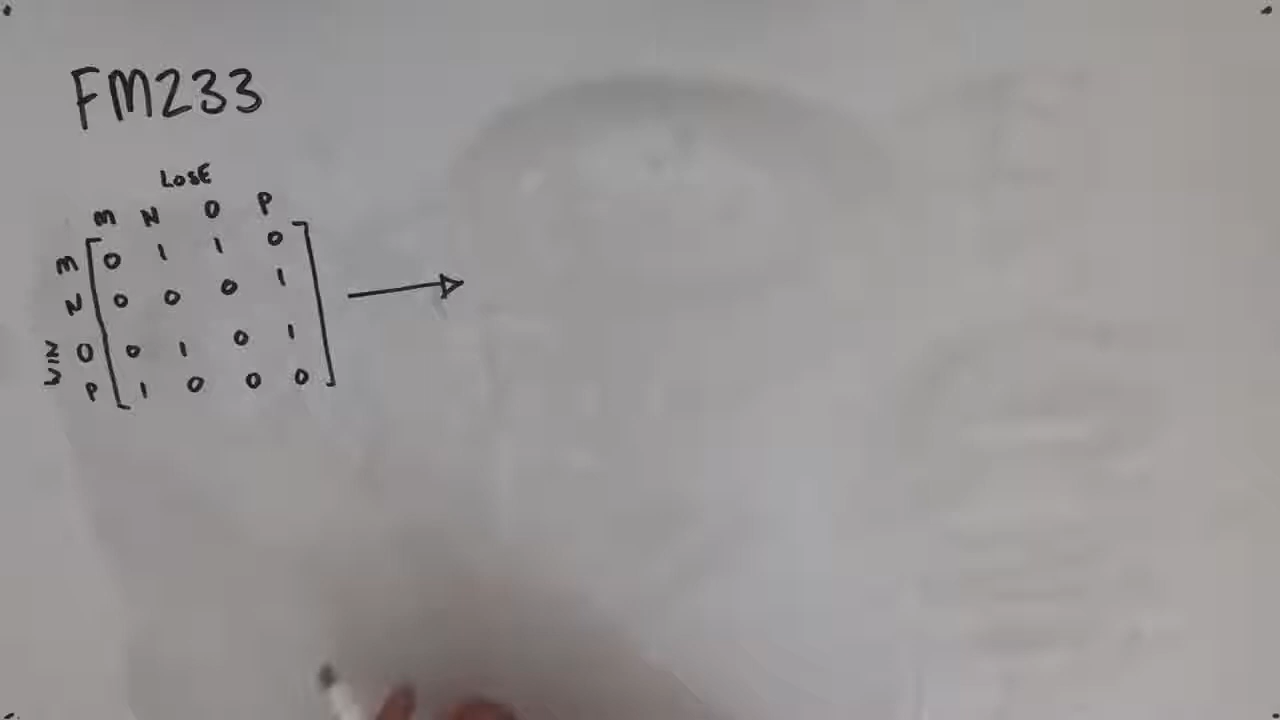 FM233
LOSE
M N O P
M 0 1 1 0
N 0 0 0 1
WIN
O 0 1 0 1
P 1 0 0 0